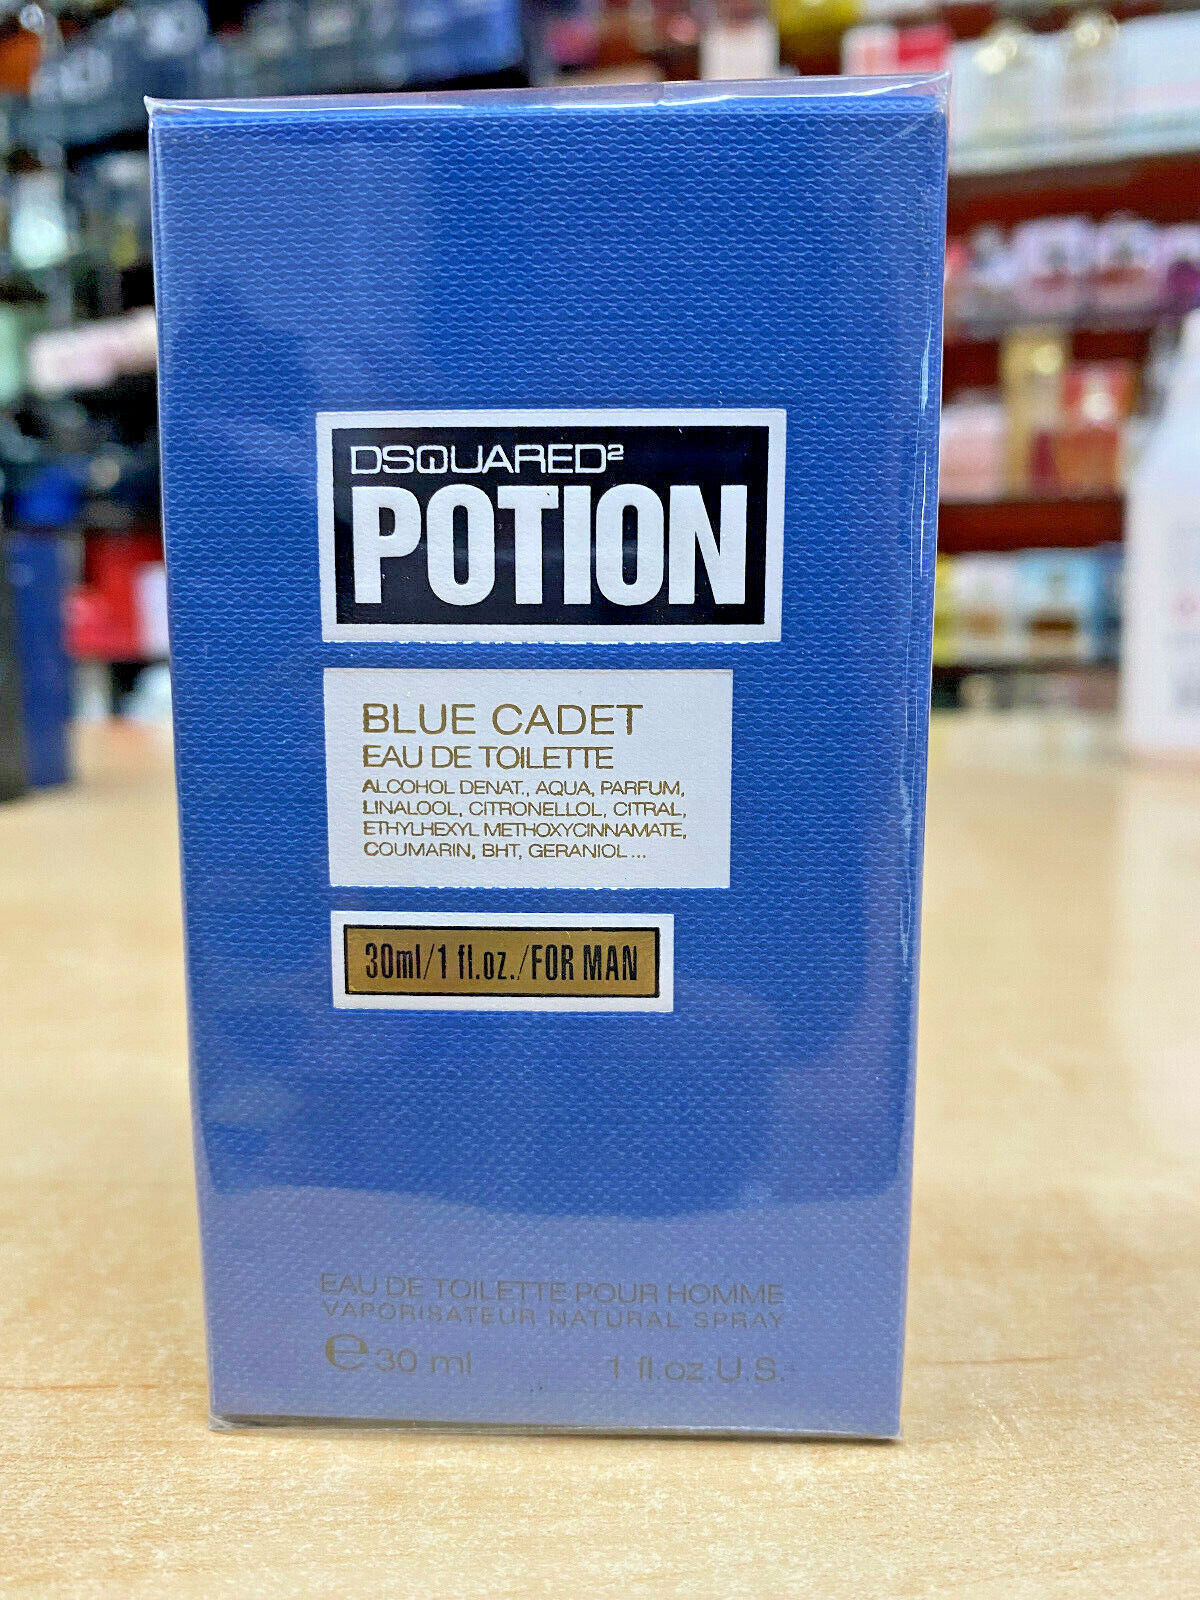 DSQUARED²
POTION
BLUE CADET
EAU DE TOILETTE
ALCOHOL DENAT., AQUA, PARFUM,
LINALOOL, CITRONELLOL, CITRAL,
ETHYLHEXYL METHOXYCINNAMATE,
COUMARIN, BHT, GERANIOL...
30ml/1 fl.oz./FOR MAN
EAU DE TOILETTE POUR HOMME
VAPORISATEUR NATURAL SPRAY
℮ 30 ml 1 fl.oz.U.S.